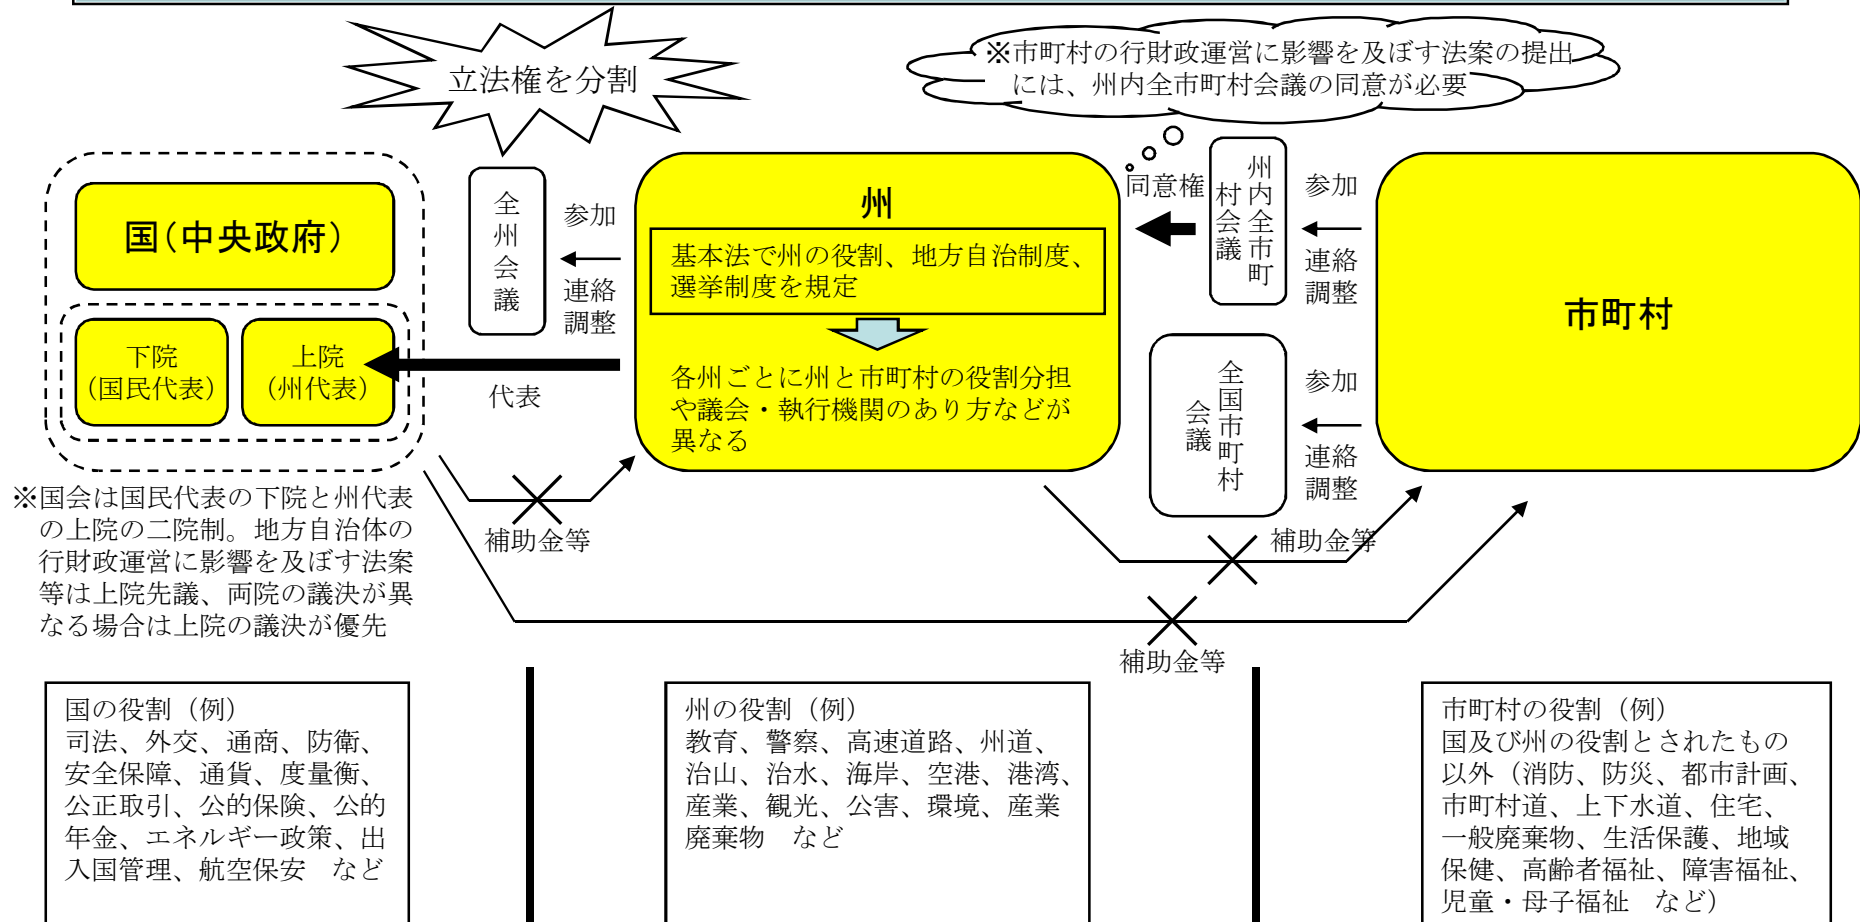 立法権を分割
※市町村の行財政運営に影響を及ぼす法案の提出
には、州内全市町村会議の同意が必要
国(中央政府)
下院
(国民代表)
上院
(州代表)
全州会議
参加
連絡
調整
代表
州
基本法で州の役割、地方自治制度、
選挙制度を規定
各州ごとに州と市町村の役割分担
や議会・執行機関のあり方などが
異なる
同意権
州内全市町
村会議
参加
連絡
調整
全国市町村
会議
参加
連絡
調整
市町村
※国会は国民代表の下院と州代表
の上院の二院制。地方自治体の
行財政運営に影響を及ぼす法案
等は上院先議、両院の議決が異
なる場合は上院の議決が優先
補助金等
補助金等
補助金等
国の役割（例）
司法、外交、通商、防衛、
安全保障、通貨、度量衡、
公正取引、公的保険、公的
年金、エネルギー政策、出
入国管理、航空保安　など
州の役割（例）
教育、警察、高速道路、州道、
治山、治水、海岸、空港、港湾、
産業、観光、公害、環境、産業
廃棄物　など
市町村の役割（例）
国及び州の役割とされたもの
以外（消防、防災、都市計画、
市町村道、上下水道、住宅、
一般廃棄物、生活保護、地域
保健、高齢者福祉、障害福祉、
児童・母子福祉　など）